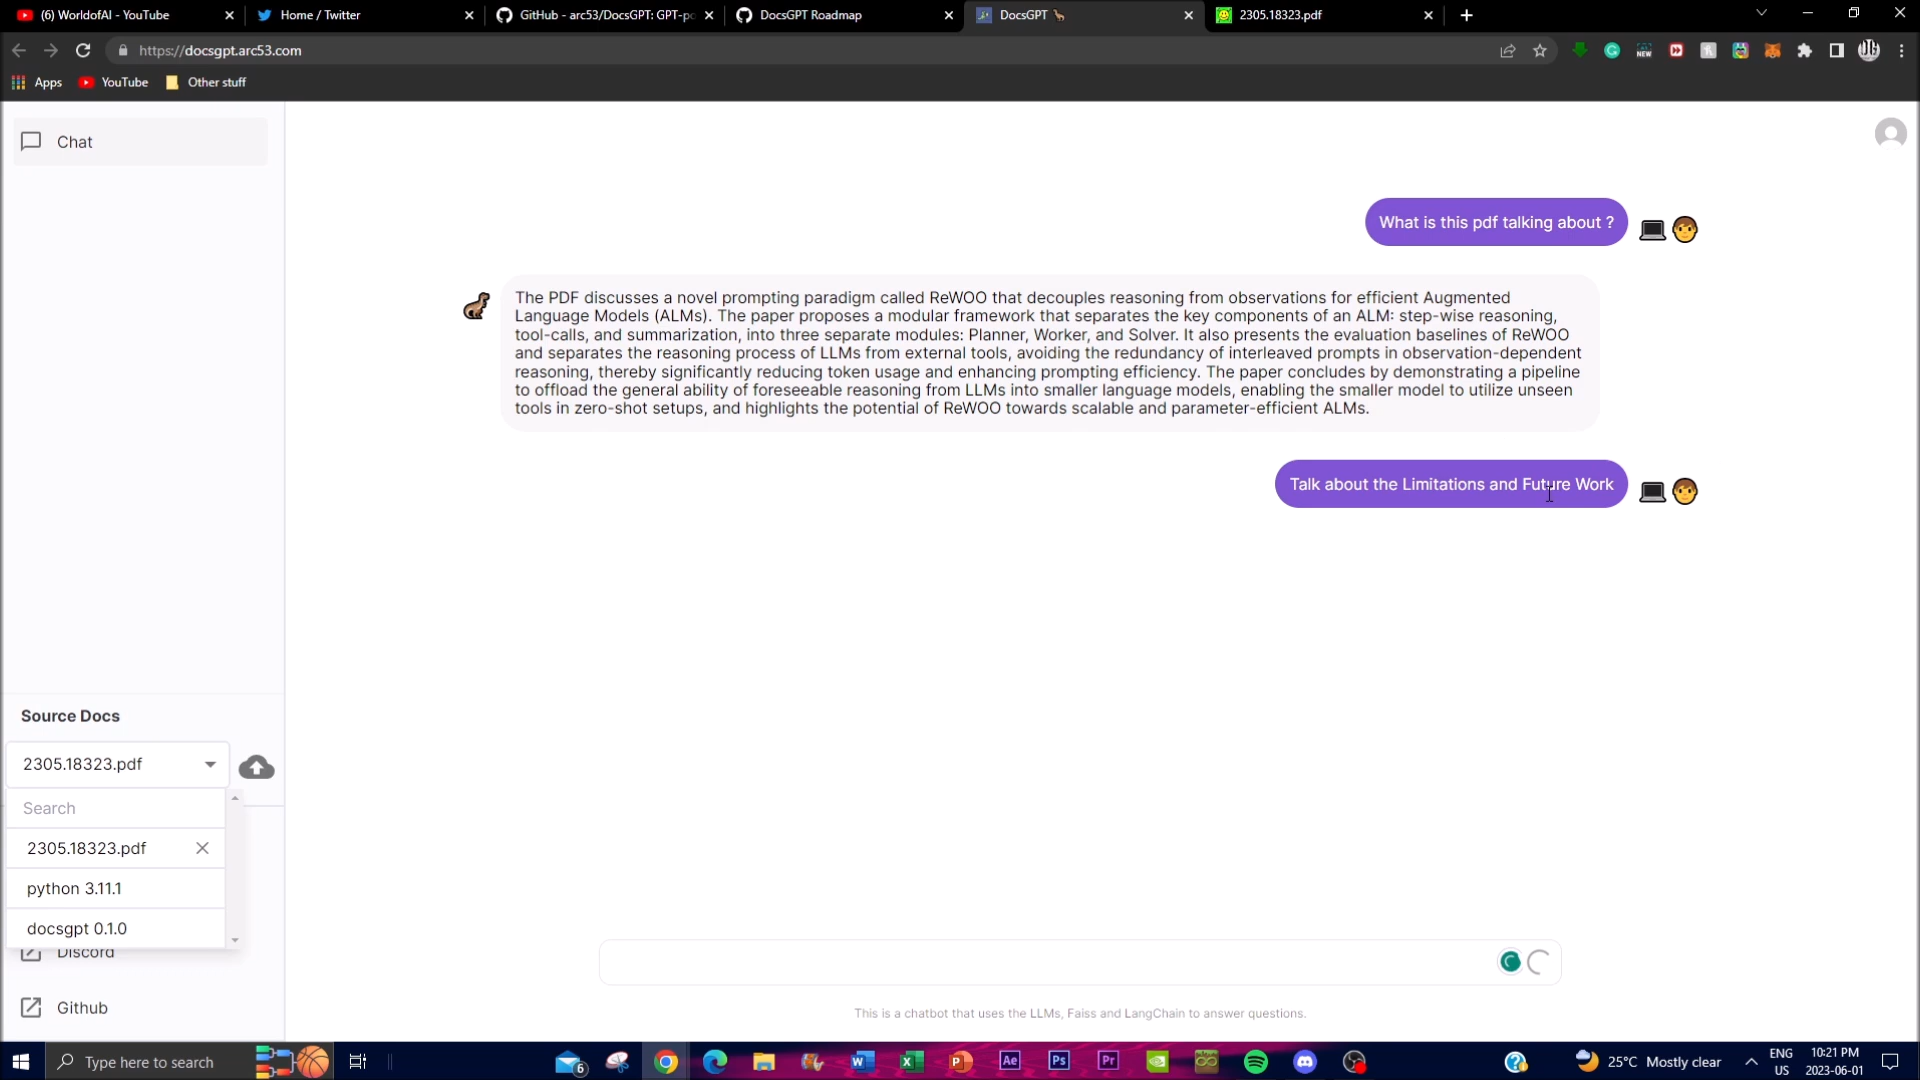 (6) WorldofAI - YouTube
Home / Twitter
GitHub - arc53/DocsGPT: GPT-po
DocsGPT Roadmap
DocsGPT
2305.18323.pdf
https://docsgpt.arc53.com
NEW
Apps
YouTube
Other stuff
Chat
What is this pdf talking about ?
The PDF discusses a novel prompting paradigm called ReWOO that decouples reasoning from observations for efficient Augmented
Language Models (ALMs). The paper proposes a modular framework that separates the key components of an ALM: step-wise reasoning,
tool-calls, and summarization, into three separate modules: Planner, Worker, and Solver. It also presents the evaluation baselines of ReWOO
and separates the reasoning process of LLMs from external tools, avoiding the redundancy of interleaved prompts in observation-dependent
reasoning, thereby significantly reducing token usage and enhancing prompting efficiency. The paper concludes by demonstrating a pipeline
to offload the general ability of foreseeable reasoning from LLMs into smaller language models, enabling the smaller model to utilize unseen
tools in zero-shot setups, and highlights the potential of ReWOO towards scalable and parameter-efficient ALMs.
Talk about the Limitations and Future Work
Source Docs
2305.18323.pdf
Search
2305.18323.pdf
python 3.11.1
docsgpt 0.1.0
Discord
Github
This is a chatbot that uses the LLMs, Faiss and LangChain to answer questions.
Type here to search
6
Ae
Ps
Pr
25°C Mostly clear
ENG
US
10:21 PM
2023-06-01